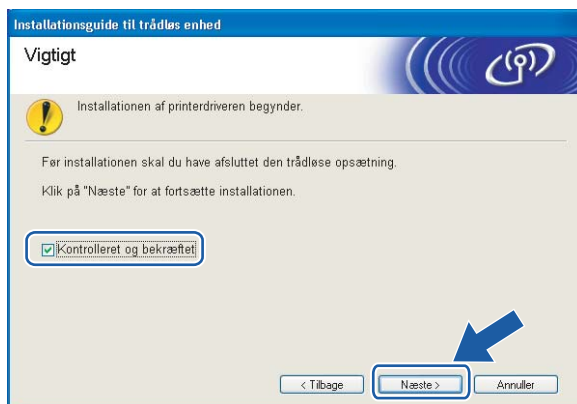 Installationsguide til trådløs enhed
Vigtigt
Installationen af printerdriveren begynder.
Før installationen skal du have afsluttet den trådløse opsætning.
Klik på "Næste" for at fortsætte installationen.
Kontrolleret og bekræftet
< Tilbage
Næste >
Annuller